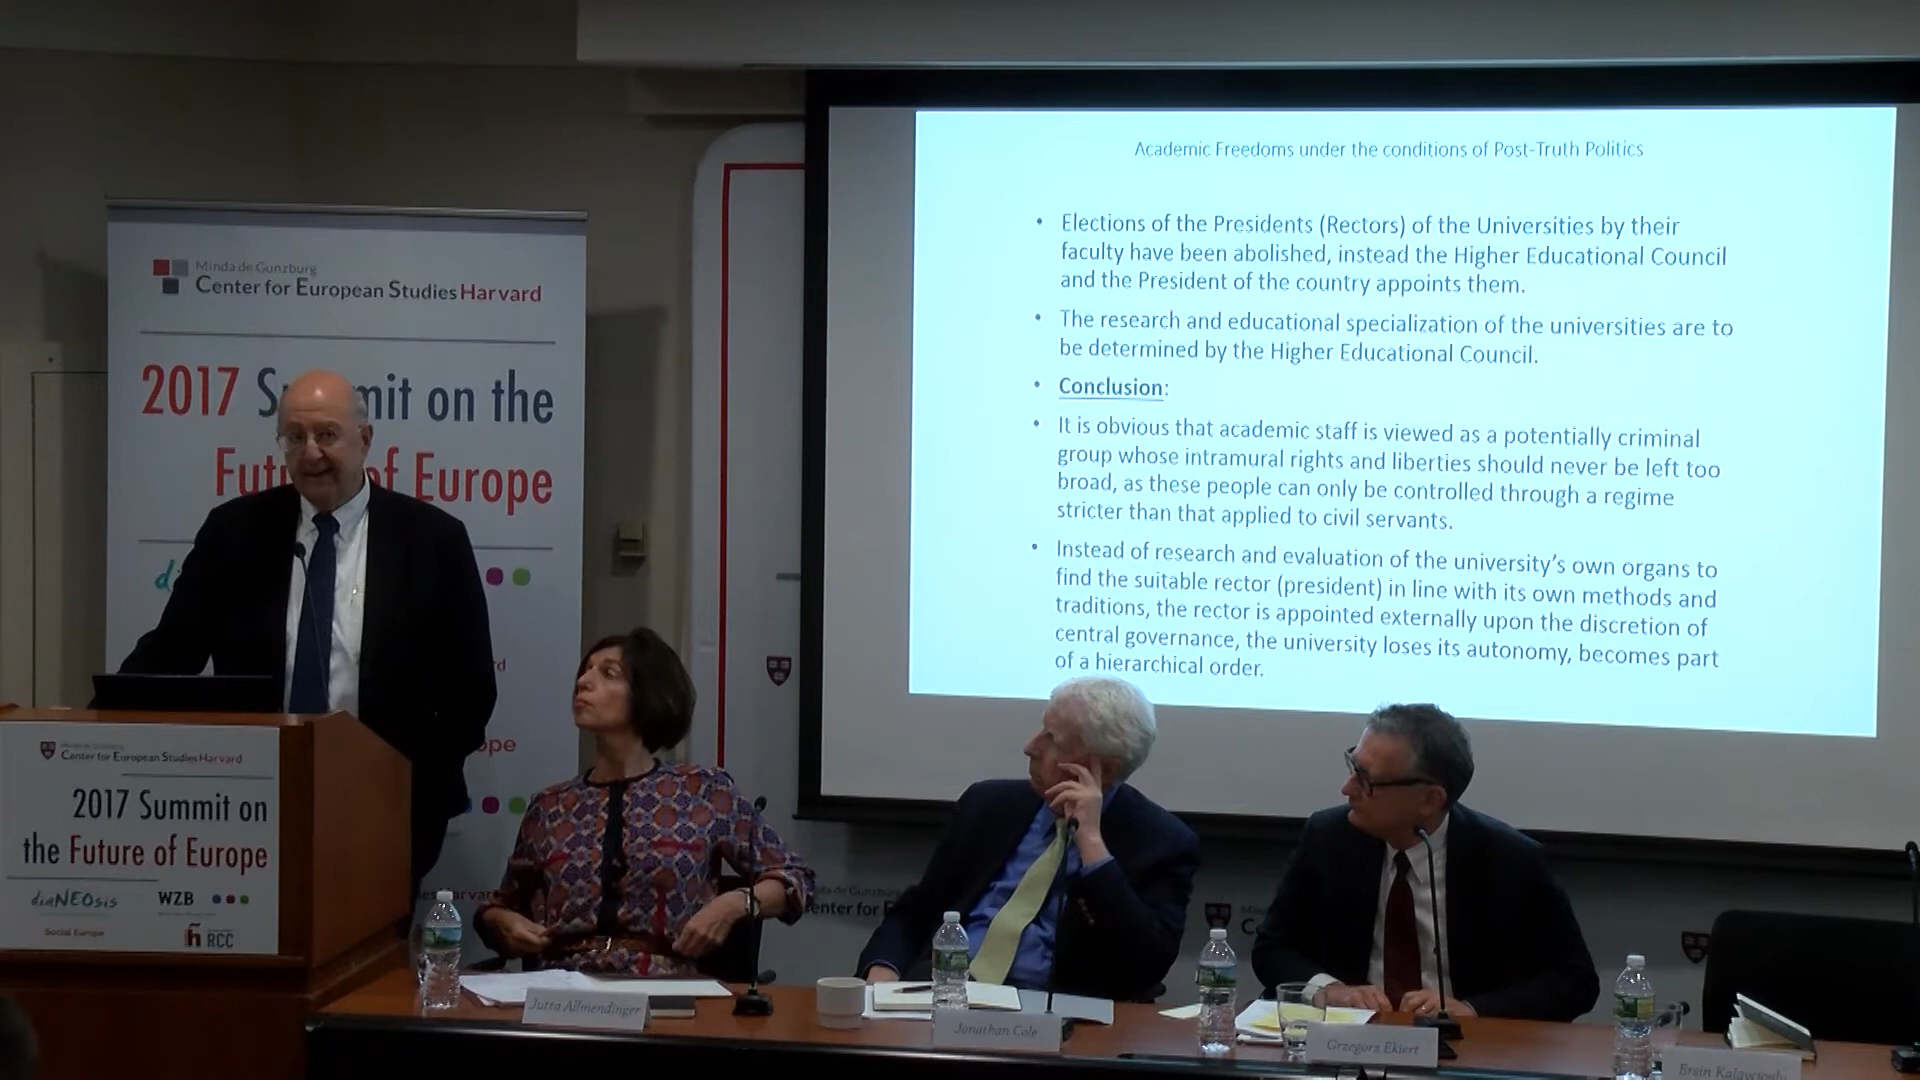 Academic Freedoms under the conditions of Post-Truth Politics
• Elections of the Presidents (Rectors) of the Universities by their
faculty have been abolished, instead the Higher Educational Council
and the President of the country appoints them.
• The research and educational specialization of the universities are to
be determined by the Higher Educational Council.
• Conclusion:
• It is obvious that academic staff is viewed as a potentially criminal
group whose intramural rights and liberties should never be left too
broad, as these people can only be controlled through a regime
stricter than that applied to civil servants.
• Instead of research and evaluation of the university's own organs to
find the suitable rector (president) in line with its own methods and
traditions, the rector is appointed externally upon the discretion of
central governance, the university loses its autonomy, becomes part
of a hierarchical order.
Minda de Gunzburg
Center for European Studies Harvard
2017 Summit on the
Future of Europe
Minda de Gunzburg
Center for European Studies Harvard
2017 Summit on
the Future of Europe
diaNEOsis
WZB
Social Europe
RCC
Jutta Allmendinger
Jonathan Cole
Grzegorz Ekiert
Ersin Kalaycioglu